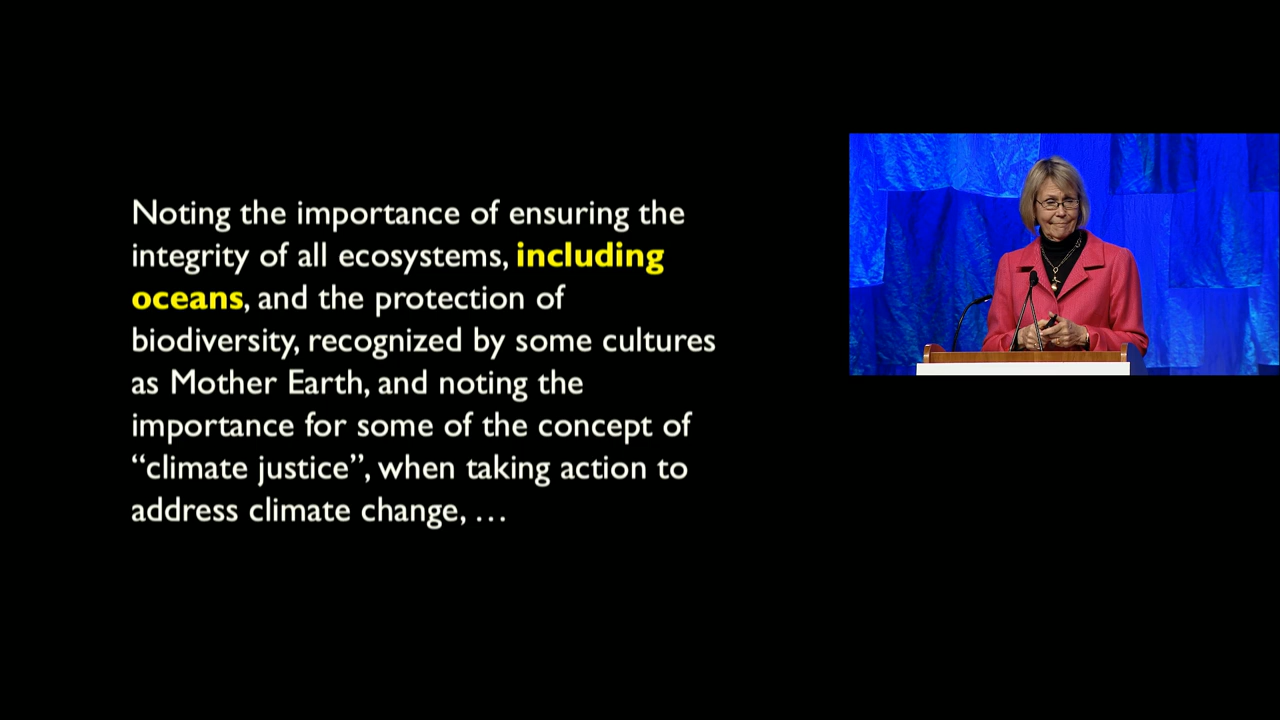 Noting the importance of ensuring the
integrity of all ecosystems, including
oceans, and the protection of
biodiversity, recognized by some cultures
as Mother Earth, and noting the
importance for some of the concept of
“climate justice”, when taking action to
address climate change, …